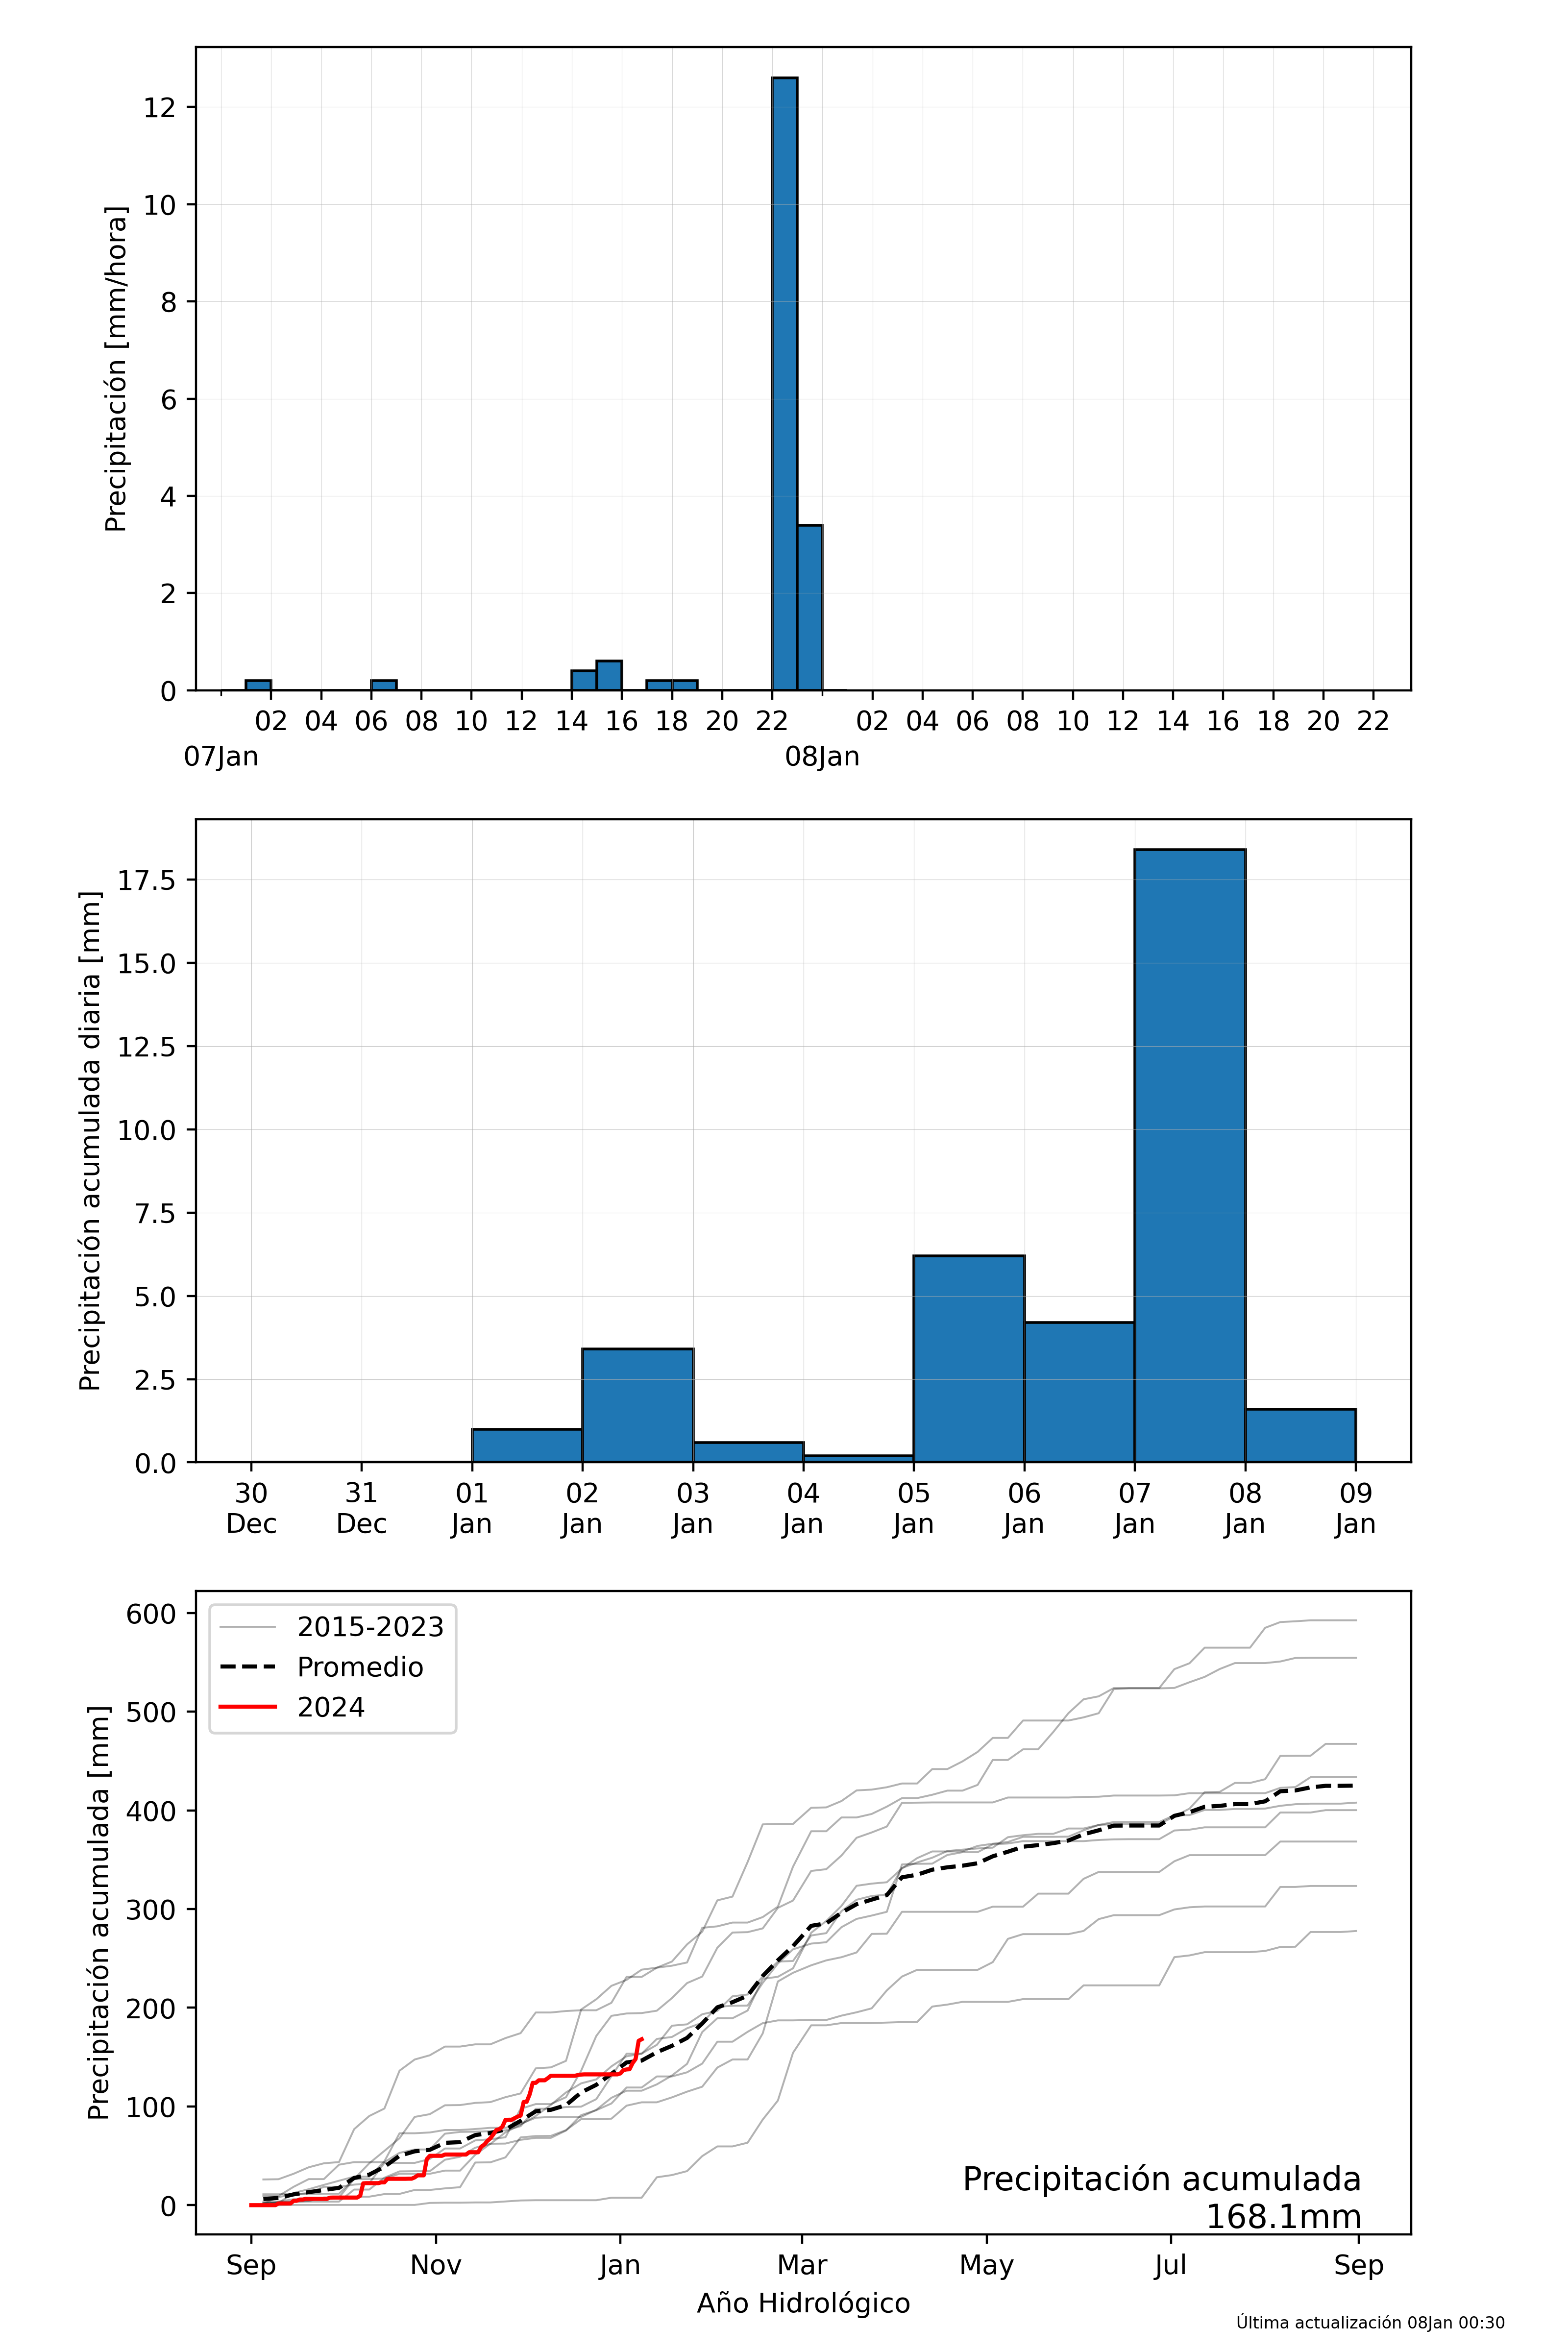 Precipitación [mm/hora]
12
10
8
6
4
2
0
02 04 06 08 10 12 14 16 18 20 22 02 04 06 08 10 12 14 16 18 20 22
07Jan 08Jan
Precipitación acumulada diaria [mm]
17.5
15.0
12.5
10.0
7.5
5.0
2.5
0.0
30 31 01 02 03 04 05 06 07 08 09
Dec Dec Jan Jan Jan Jan Jan Jan Jan Jan Jan
Precipitación acumulada [mm]
600
500
400
300
200
100
0
2015-2023
Promedio
2024
Precipitación acumulada
168.1mm
Sep Nov Jan Mar May Jul Sep
Año Hidrológico
Última actualización 08Jan 00:30